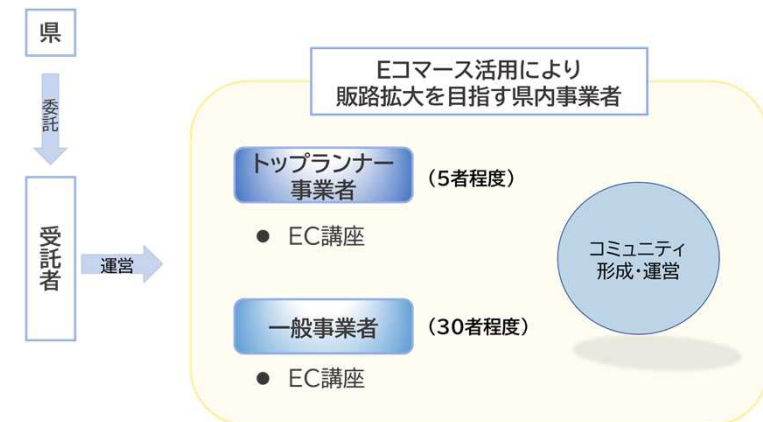 県
委託
受託者
運営
Eコマース活用により
販路拡大を目指す県内事業者
トップランナー
事業者
（5者程度）
● EC講座
一般事業者
（30者程度）
● EC講座
コミュニティ
形成・運営